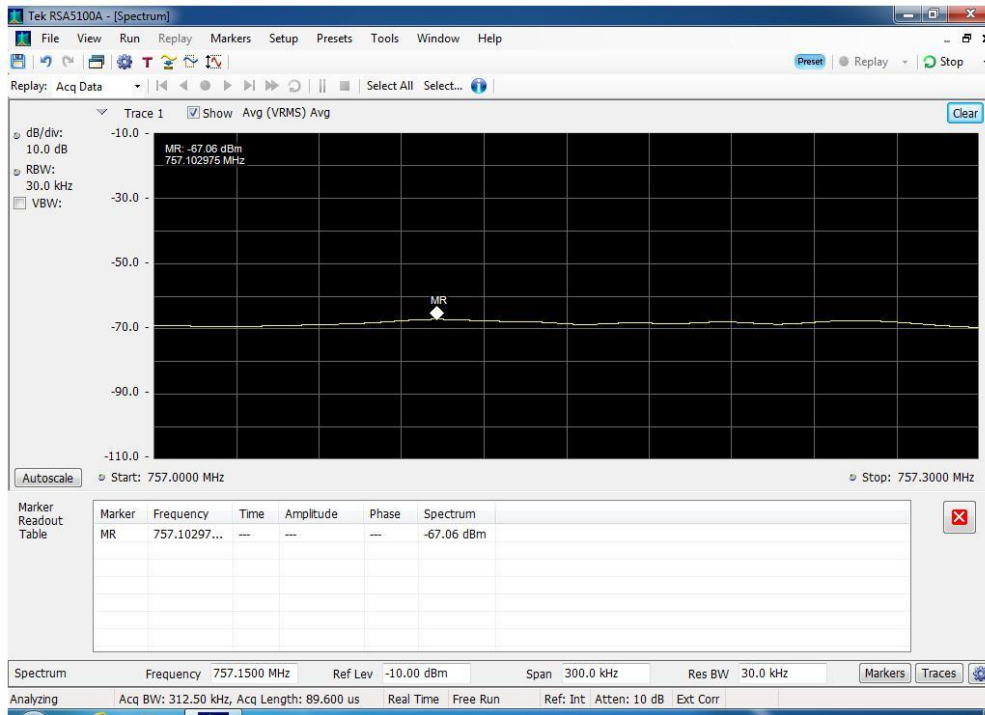 Tek RSA5100A - [Spectrum]
File View Run Replay Markers Setup Presets Tools Window Help
Preset Replay Stop
Replay: Acq Data Select All Select...
Trace 1 Show Avg (VRMS) Avg Clear
dB/div:
10.0 dB
RBW:
30.0 kHz
VBW:
-10.0
-30.0
-50.0
-70.0
-90.0
-110.0
MR: -67.06 dBm
757.102975 MHz
MR
Autoscale Start: 757.0000 MHz Stop: 757.3000 MHz
Marker
Readout
Table
Marker Frequency Time Amplitude Phase Spectrum
MR 757.10297... --- --- --- -67.06 dBm
Spectrum Frequency 757.1500 MHz Ref Lev -10.00 dBm Span 300.0 kHz Res BW 30.0 kHz Markers Traces
Analyzing Acq BW: 312.50 kHz, Acq Length: 89.600 us Real Time Free Run Ref: Int Atten: 10 dB Ext Corr